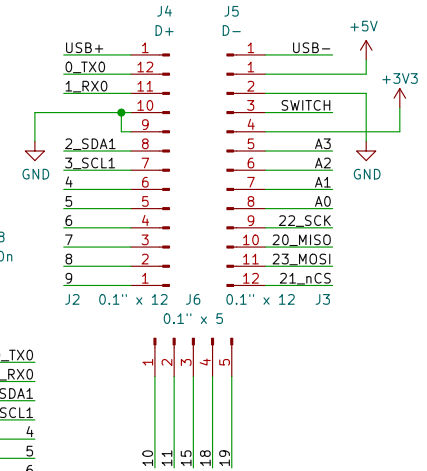 J4 J5
D+ D-
+5V
USB+ 1 1 USB-
0_TX0 12 1
+3V3
1_RX0 11 2
10 3 SWITCH
9 4
2_SDA1 8 5 A3
3_SCL1 7 6 A2
GND GND
4 6 7 A1
5 5 8 A0
6 4 9 22_SCK
7 3 10 20_MISO
8 2 11 23_MOSI
9 1 12 21_nCS
J2 0.1" x 12 J6 0.1" x 12 J3
0.1" x 5
1 2 3 4 5
10 11 15 18 19
8
0n
_TX0
_RX0
SDA1
SCL1
4
5